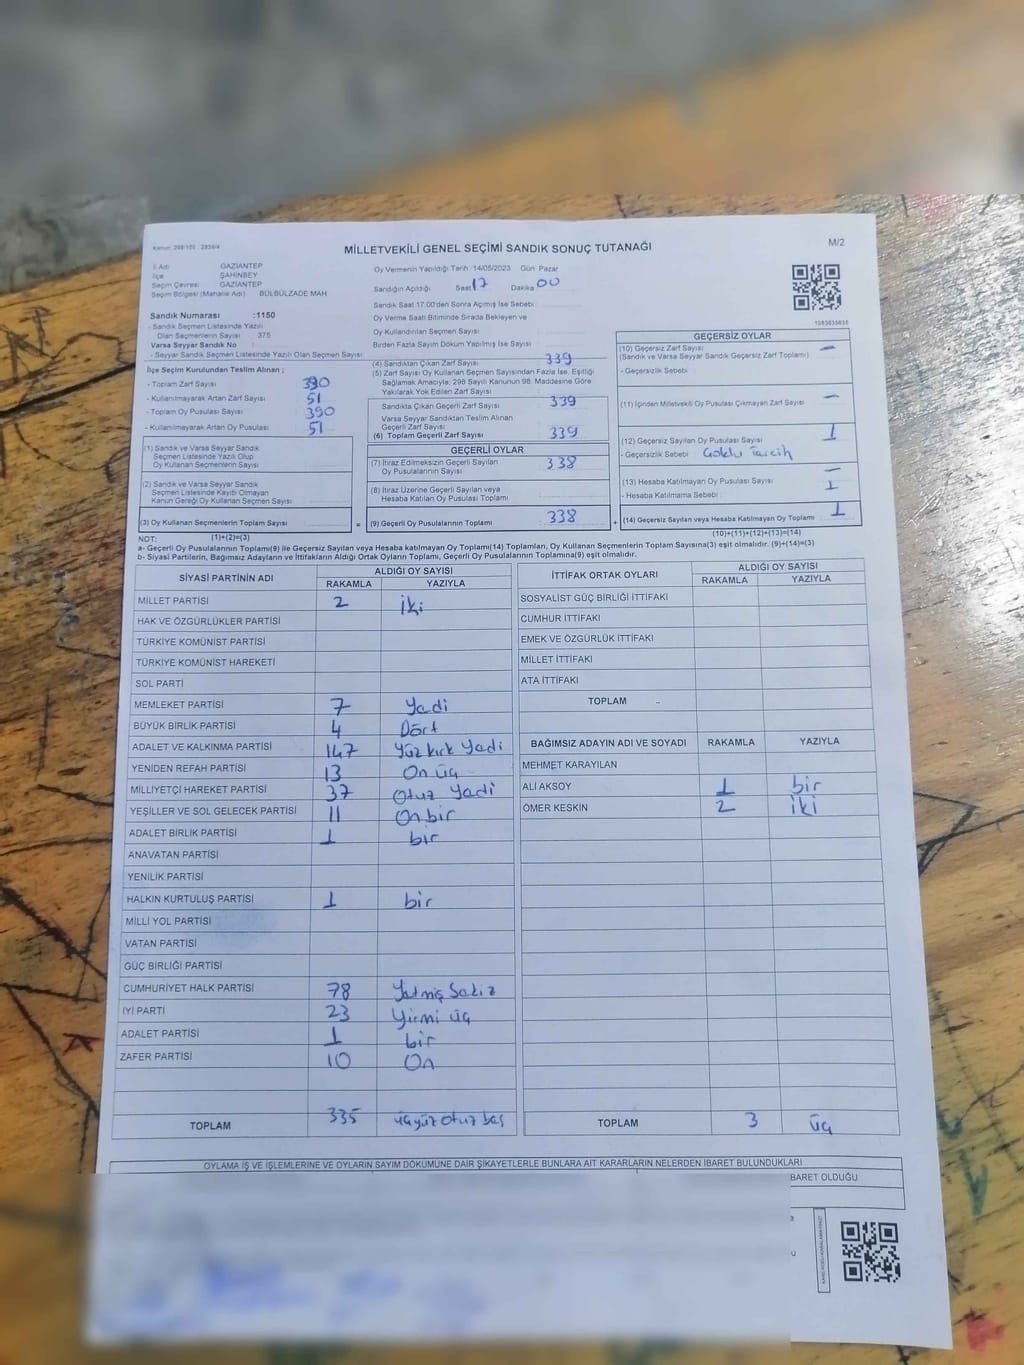 Kanun: 298/105 , 2839/4
MİLLETVEKİLİ GENEL SEÇİMİ SANDIK SONUÇ TUTANAĞI
M/2
İl Adı GAZİANTEP
İlçe ŞAHİNBEY
Seçim Çevresi GAZİANTEP
Seçim Bölgesi (Mahalle Adı) BÜLBÜLZADE MAH.
Oy Vermenin Yapıldığı Tarih: 14/05/2023 Gün: Pazar
Sandığın Açıldığı Saat 17 Dakika 00
Sandık Saat 17:00'den Sonra Açılmış İse Sebebi
Oy Verme Saati Bitiminde Sırada Bekleyen ve
Oy Kullandırılan Seçmen Sayısı
Birden Fazla Sayım Döküm Yapılmış İse Sayısı
Sandık Numarası :1150
- Sandık Seçmen Listesinde Yazılı
Olan Seçmenlerin Sayısı : 375
Varsa Seyyar Sandık No
- Seyyar Sandık Seçmen Listesinde Yazılı Olan Seçmen Sayısı
İlçe Seçim Kurulundan Teslim Alınan ;
- Toplam Zarf Sayısı 390
- Kullanılmayarak Artan Zarf Sayısı 51
- Toplam Oy Pusulası Sayısı 390
- Kullanılmayarak Artan Oy Pusulası 51
(1) Sandık ve Varsa Seyyar Sandık
Seçmen Listesinde Yazılı Olup
Oy Kullanan Seçmenlerin Sayısı
(2) Sandık ve Varsa Seyyar Sandık
Seçmen Listesinde Kayıtlı Olmayan
Kanun Gereği Oy Kullanan Seçmen Sayısı
(3) Oy Kullanan Seçmenlerin Toplam Sayısı
(4) Sandıktan Çıkan Zarf Sayısı 339
(5) Zarf Sayısı Oy Kullanan Seçmen Sayısından Fazla İse, Eşitliği
Sağlamak Amacıyla, 298 Sayılı Kanunun 98. Maddesine Göre
Yakılarak Yok Edilen Zarf Sayısı
Sandıkta Çıkan Geçerli Zarf Sayısı 339
Varsa Seyyar Sandıktan Teslim Alınan
Geçerli Zarf Sayısı
(6) Toplam Geçerli Zarf Sayısı 339
GEÇERLİ OYLAR
(7) İtiraz Edilmeksizin Geçerli Sayılan
Oy Pusulalarının Sayısı 338
(8) İtiraz Üzerine Geçerli Sayılan veya
Hesaba Katılan Oy Pusulası Toplamı
= (9) Geçerli Oy Pusulalarının Toplamı 338 +
1083635635
GEÇERSİZ OYLAR
(10) Geçersiz Zarf Sayısı –
(Sandık ve Varsa Seyyar Sandık Geçersiz Zarf Toplamı)
- Geçersizlik Sebebi
(11) İçinden Milletvekili Oy Pusulası Çıkmayan Zarf Sayısı –
(12) Geçersiz Sayılan Oy Pusulası Sayısı 1
- Geçersizlik Sebebi Çoklu Tercih
(13) Hesaba Katılmayan Oy Pusulası Sayısı –
- Hesaba Katılmama Sebebi 1
(14) Geçersiz Sayılan veya Hesaba Katılmayan Oy Toplamı 1
NOT: (1)+(2)=(3) (10)+(11)+(12)+(13)=(14)
a- Geçerli Oy Pusulalarının Toplamı(9) ile Geçersiz Sayılan veya Hesaba katılmayan Oy Toplamı(14) Toplamları, Oy Kullanan Seçmenlerin Toplam Sayısına(3) eşit olmalıdır. (9)+(14)=(3)
b- Siyasi Partilerin, Bağımsız Adayların ve İttifakların Aldığı Ortak Oyların Toplamı, Geçerli Oy Pusulalarının Toplamına(9) eşit olmalıdır.
SİYASİ PARTİNİN ADI ALDIĞI OY SAYISI
RAKAMLA YAZIYLA
MİLLET PARTİSİ 2 iki
HAK VE ÖZGÜRLÜKLER PARTİSİ
TÜRKİYE KOMÜNİST PARTİSİ
TÜRKİYE KOMÜNİST HAREKETİ
SOL PARTİ
MEMLEKET PARTİSİ 7 Yedi
BÜYÜK BİRLİK PARTİSİ 4 Dört
ADALET VE KALKINMA PARTİSİ 147 Yüz kırk Yedi
YENİDEN REFAH PARTİSİ 13 On üç
MİLLİYETÇİ HAREKET PARTİSİ 37 Otuz Yedi
YEŞİLLER VE SOL GELECEK PARTİSİ 11 On bir
ADALET BİRLİK PARTİSİ 1 bir
ANAVATAN PARTİSİ
YENİLİK PARTİSİ
HALKIN KURTULUŞ PARTİSİ 1 bir
MİLLİ YOL PARTİSİ
VATAN PARTİSİ
GÜÇ BİRLİĞİ PARTİSİ
CUMHURİYET HALK PARTİSİ 78 Yetmiş Sekiz
İYİ PARTİ 23 Yirmi üç
ADALET PARTİSİ 1 bir
ZAFER PARTİSİ 10 On
TOPLAM 335 üçyüz otuz beş
İTTİFAK ORTAK OYLARI ALDIĞI OY SAYISI
RAKAMLA YAZIYLA
SOSYALİST GÜÇ BİRLİĞİ İTTİFAKI
CUMHUR İTTİFAKI
EMEK VE ÖZGÜRLÜK İTTİFAKI
MİLLET İTTİFAKI
ATA İTTİFAKI
TOPLAM
BAĞIMSIZ ADAYIN ADI VE SOYADI RAKAMLA YAZIYLA
MEHMET KARAYILAN
ALİ AKSOY 1 bir
ÖMER KESKİN 2 iki
TOPLAM 3 üç
OYLAMA İŞ VE İŞLEMLERİNE VE OYLARIN SAYIM DÖKÜMÜNE DAİR ŞİKAYETLERLE BUNLARA AİT KARARLARIN NELERDEN İBARET BULUNDUKLARI
BARET OLDUĞU